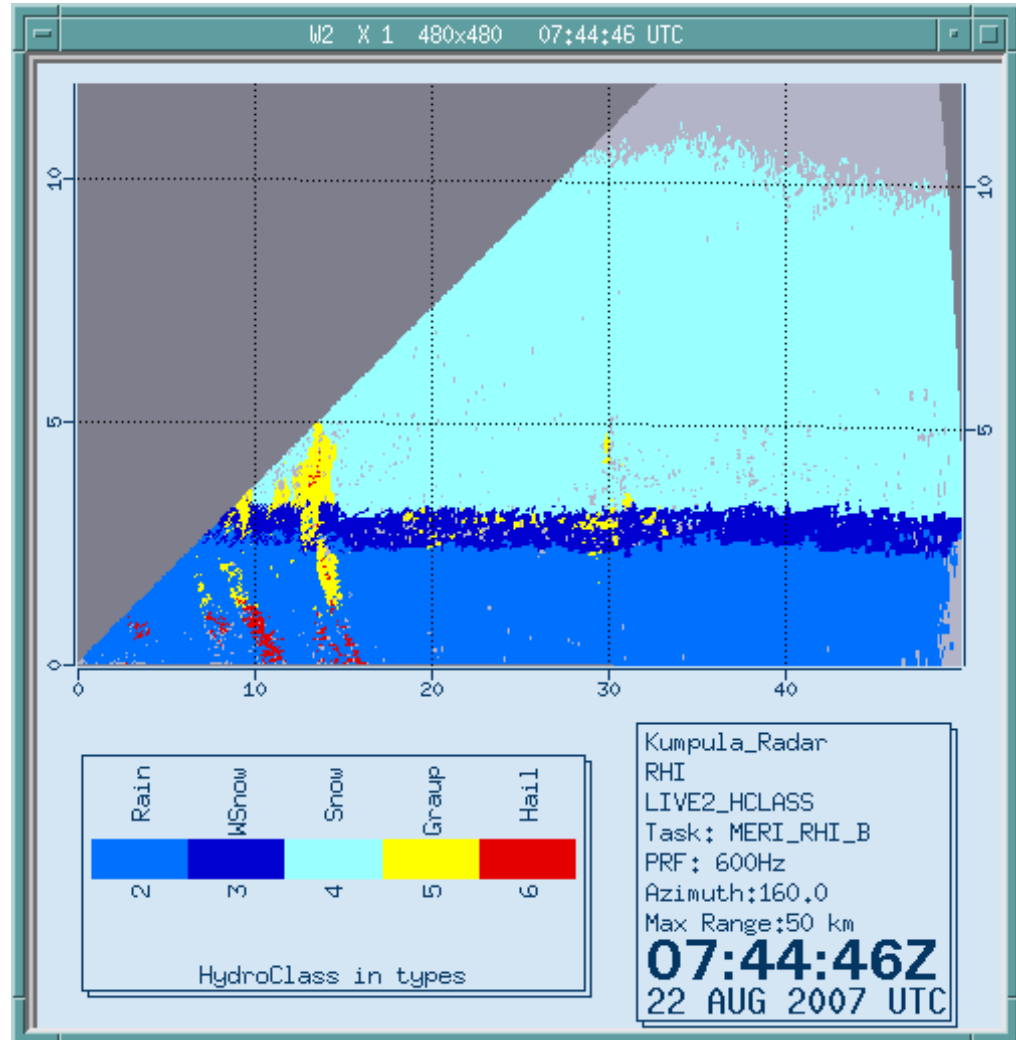 W2 X 1 480x480 07:44:46 UTC
10
10
5
5
0
0
10
20
30
40
Rain
WSnow
Snow
Graup
Hail
2
3
4
5
6
HydroClass in types
Kumpula_Radar
RHI
LIVE2_HCLASS
Task: MERI_RHI_B
PRF: 600Hz
Azimuth:160.0
Max Range:50 km
07:44:46Z
22 AUG 2007 UTC